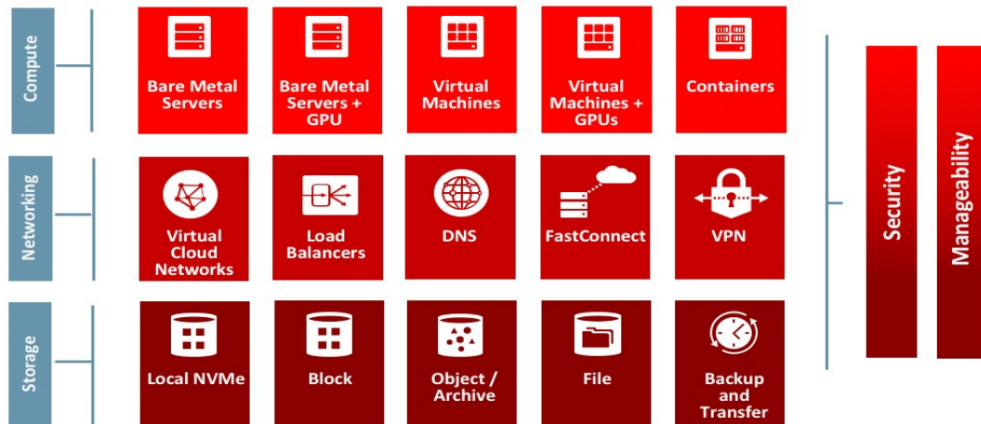 Compute
Bare Metal
Servers
Bare Metal
Servers +
GPU
Virtual
Machines
Virtual
Machines +
GPUs
Containers
Networking
Virtual
Cloud
Networks
Load
Balancers
DNS
FastConnect
VPN
Storage
Local NVMe
Block
Object /
Archive
File
Backup
and
Transfer
Security
Manageability